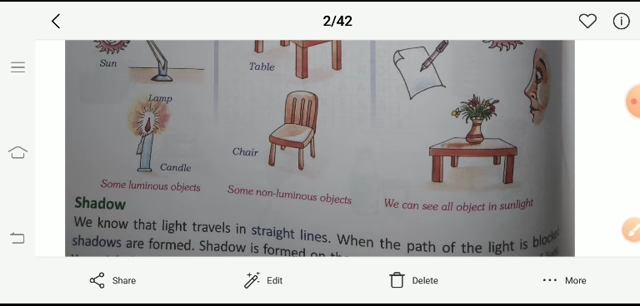 2/42
Sun
Table
Lamp
Chair
Candle
Some luminous objects
Some non-luminous objects
We can see all object in sunlight
Shadow
We know that light travels in straight lines. When the path of the light is
shadows are formed. Shadow is formed on
Share
Edit
Delete
More